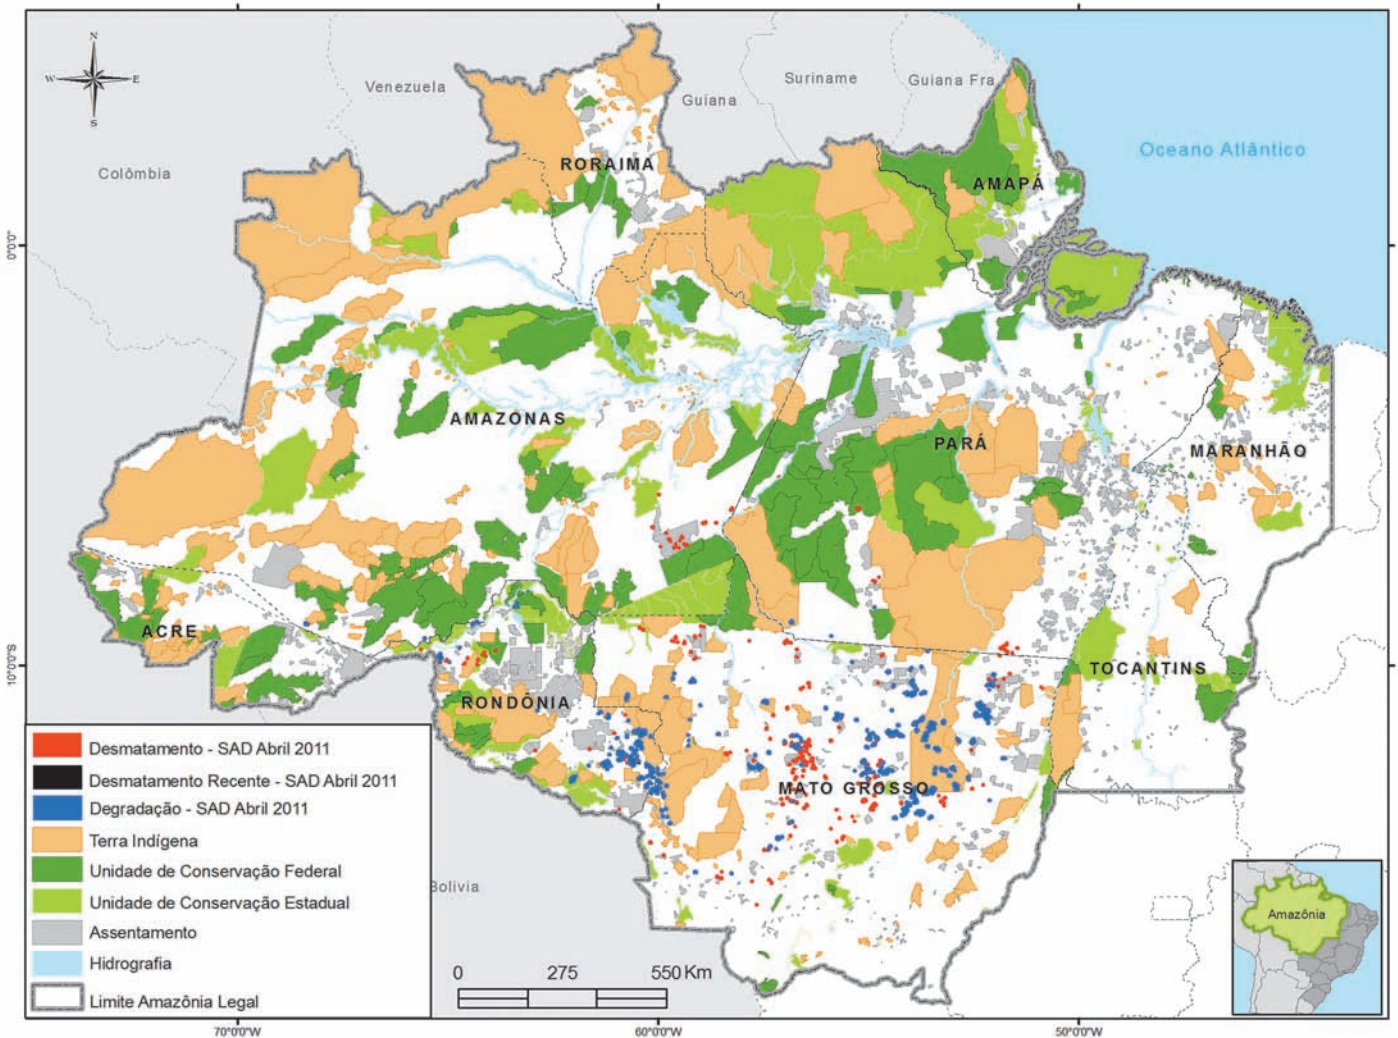 N
W
E
S
Venezuela
Suriname
Guiana Fra
Guiana
Colômbia
Oceano Atlântico
RORAIMA
AMAPÁ
0°0'0"
AMAZONAS
PARÁ
MARANHÃO
ACRE
10°0'0"S
TOCANTINS
RONDÔNIA
MATO GROSSO
Bolivia
Desmatamento - SAD Abril 2011
Desmatamento Recente - SAD Abril 2011
Degradação - SAD Abril 2011
Terra Indígena
Unidade de Conservação Federal
Unidade de Conservação Estadual
Assentamento
Hidrografia
Limite Amazônia Legal
0 275 550 Km
Amazônia
70°0'0"W
60°0'0"W
50°0'0"W